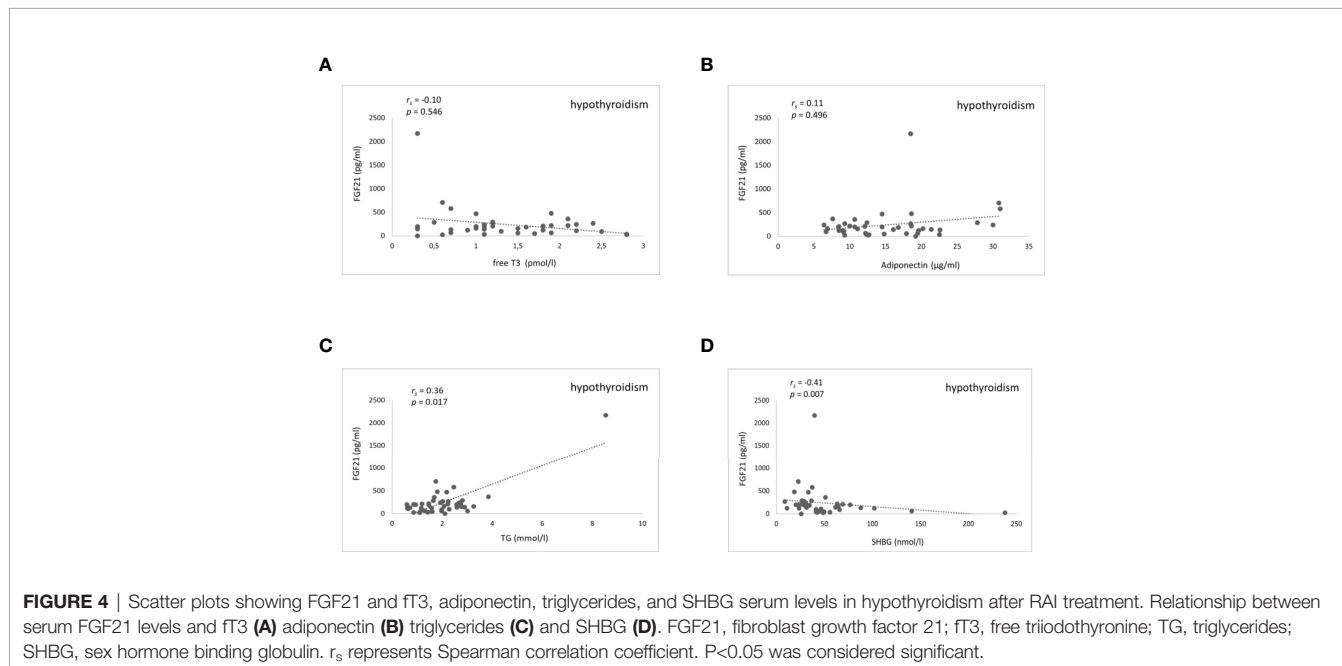 A
rs = -0.10
p = 0.546
hypothyroidism
2500
2000
1500
1000
500
0
FGF21 (pg/ml)
0 0,5 1 1,5 2 2,5 3
free T3 (pmol/l)
B
rs = 0.11
p = 0.496
hypothyroidism
2500
2000
1500
1000
500
0
FGF21 (pg/ml)
0 5 10 15 20 25 30 35
Adiponectin (µg/ml)
C
rs = 0.36
p = 0.017
hypothyroidism
2500
2000
1500
1000
500
0
FGF21 (pg/ml)
0 2 4 6 8 10
TG (mmol/l)
D
rs = -0.41
p = 0.007
hypothyroidism
2500
2000
1500
1000
500
0
FGF21 (pg/ml)
0 50 100 150 200 250
SHBG (nmol/l)
FIGURE 4 | Scatter plots showing FGF21 and fT3, adiponectin, triglycerides, and SHBG serum levels in hypothyroidism after RAI treatment. Relationship between
serum FGF21 levels and fT3 (A) adiponectin (B) triglycerides (C) and SHBG (D). FGF21, fibroblast growth factor 21; fT3, free triiodothyronine; TG, triglycerides;
SHBG, sex hormone binding globulin. rs represents Spearman correlation coefficient. P<0.05 was considered significant.